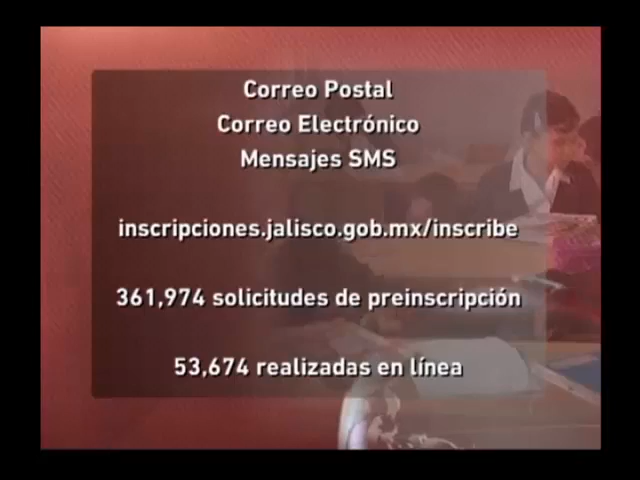 Correo Postal
Correo Electrónico
Mensajes SMS
inscripciones.jalisco.gob.mx/inscribe
361,974 solicitudes de preinscripción
53,674 realizadas en línea